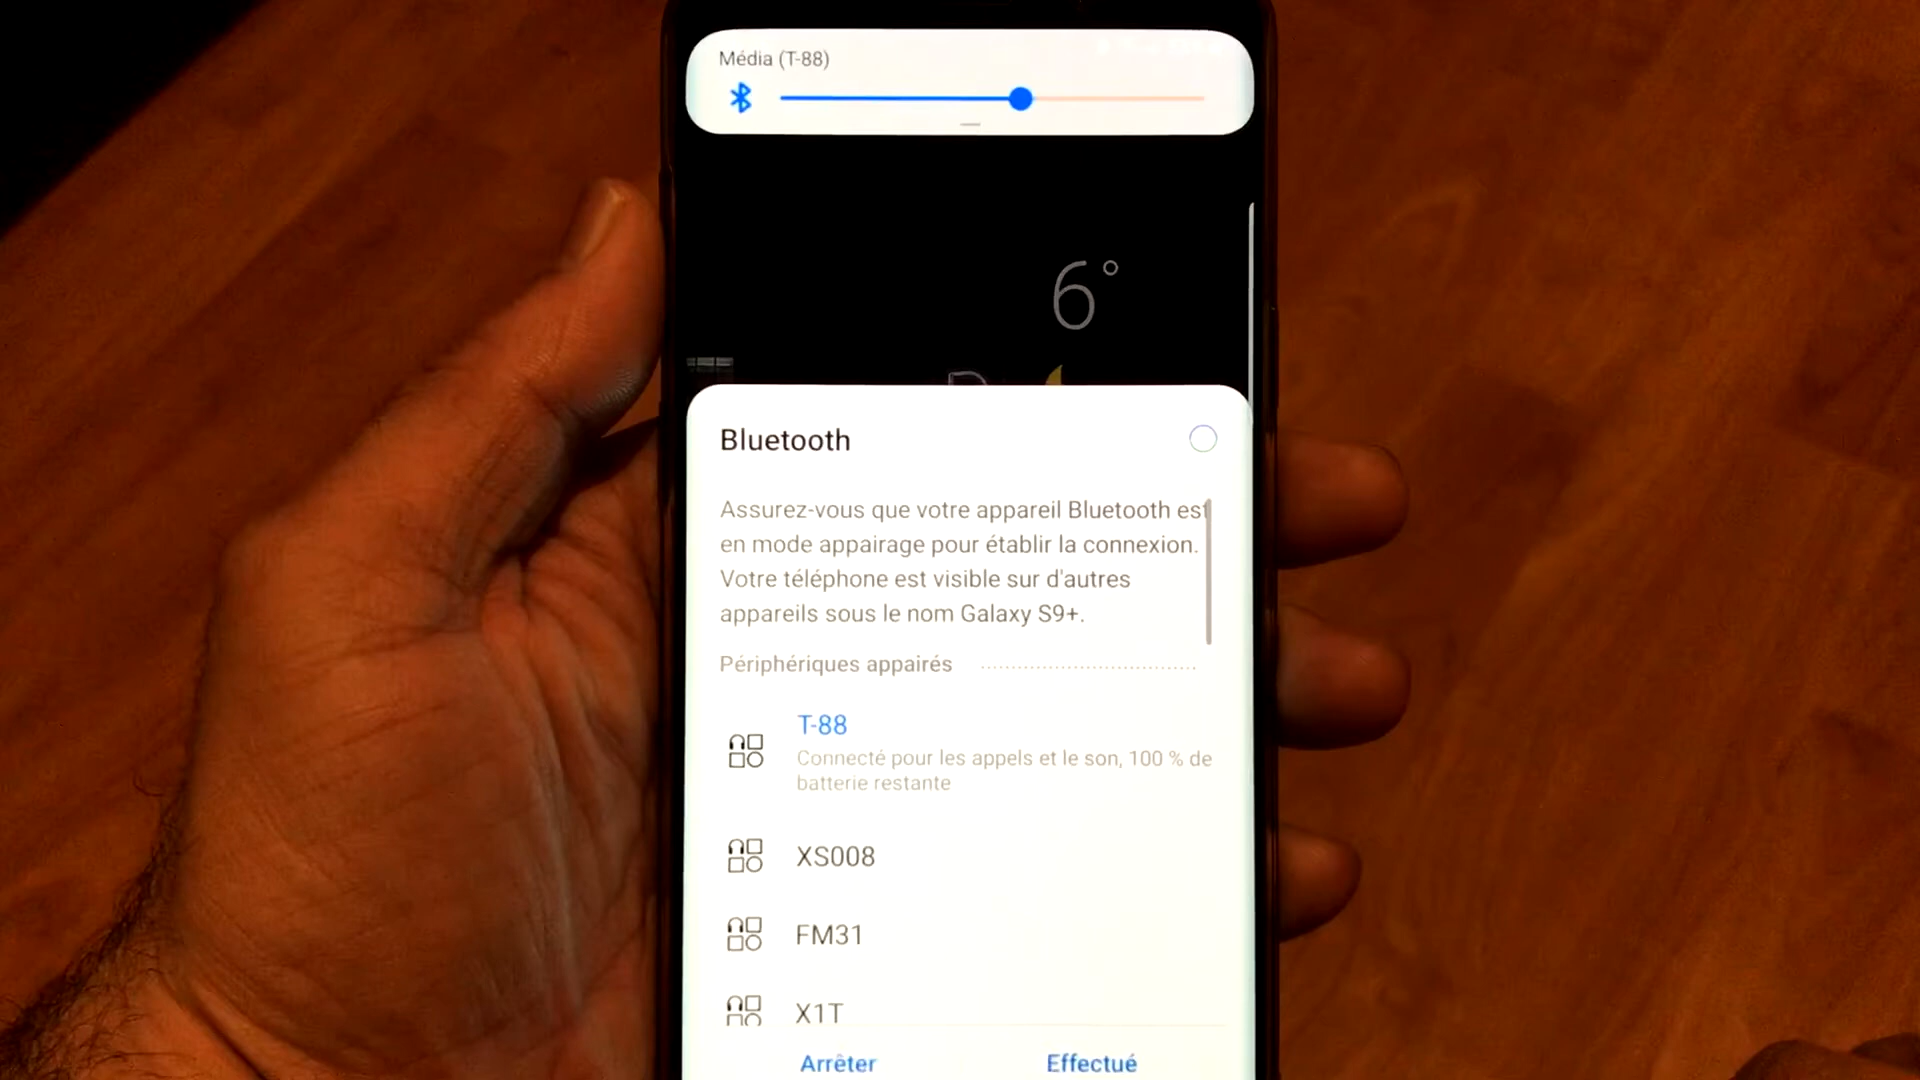 Média (T-88)
6°
Bluetooth
Assurez-vous que votre appareil Bluetooth est
en mode appairage pour établir la connexion.
Votre téléphone est visible sur d'autres
appareils sous le nom Galaxy S9+.
Périphériques appairés
T-88
Connecté pour les appels et le son, 100 % de
batterie restante
XS008
FM31
X1T
Arrêter
Effectué